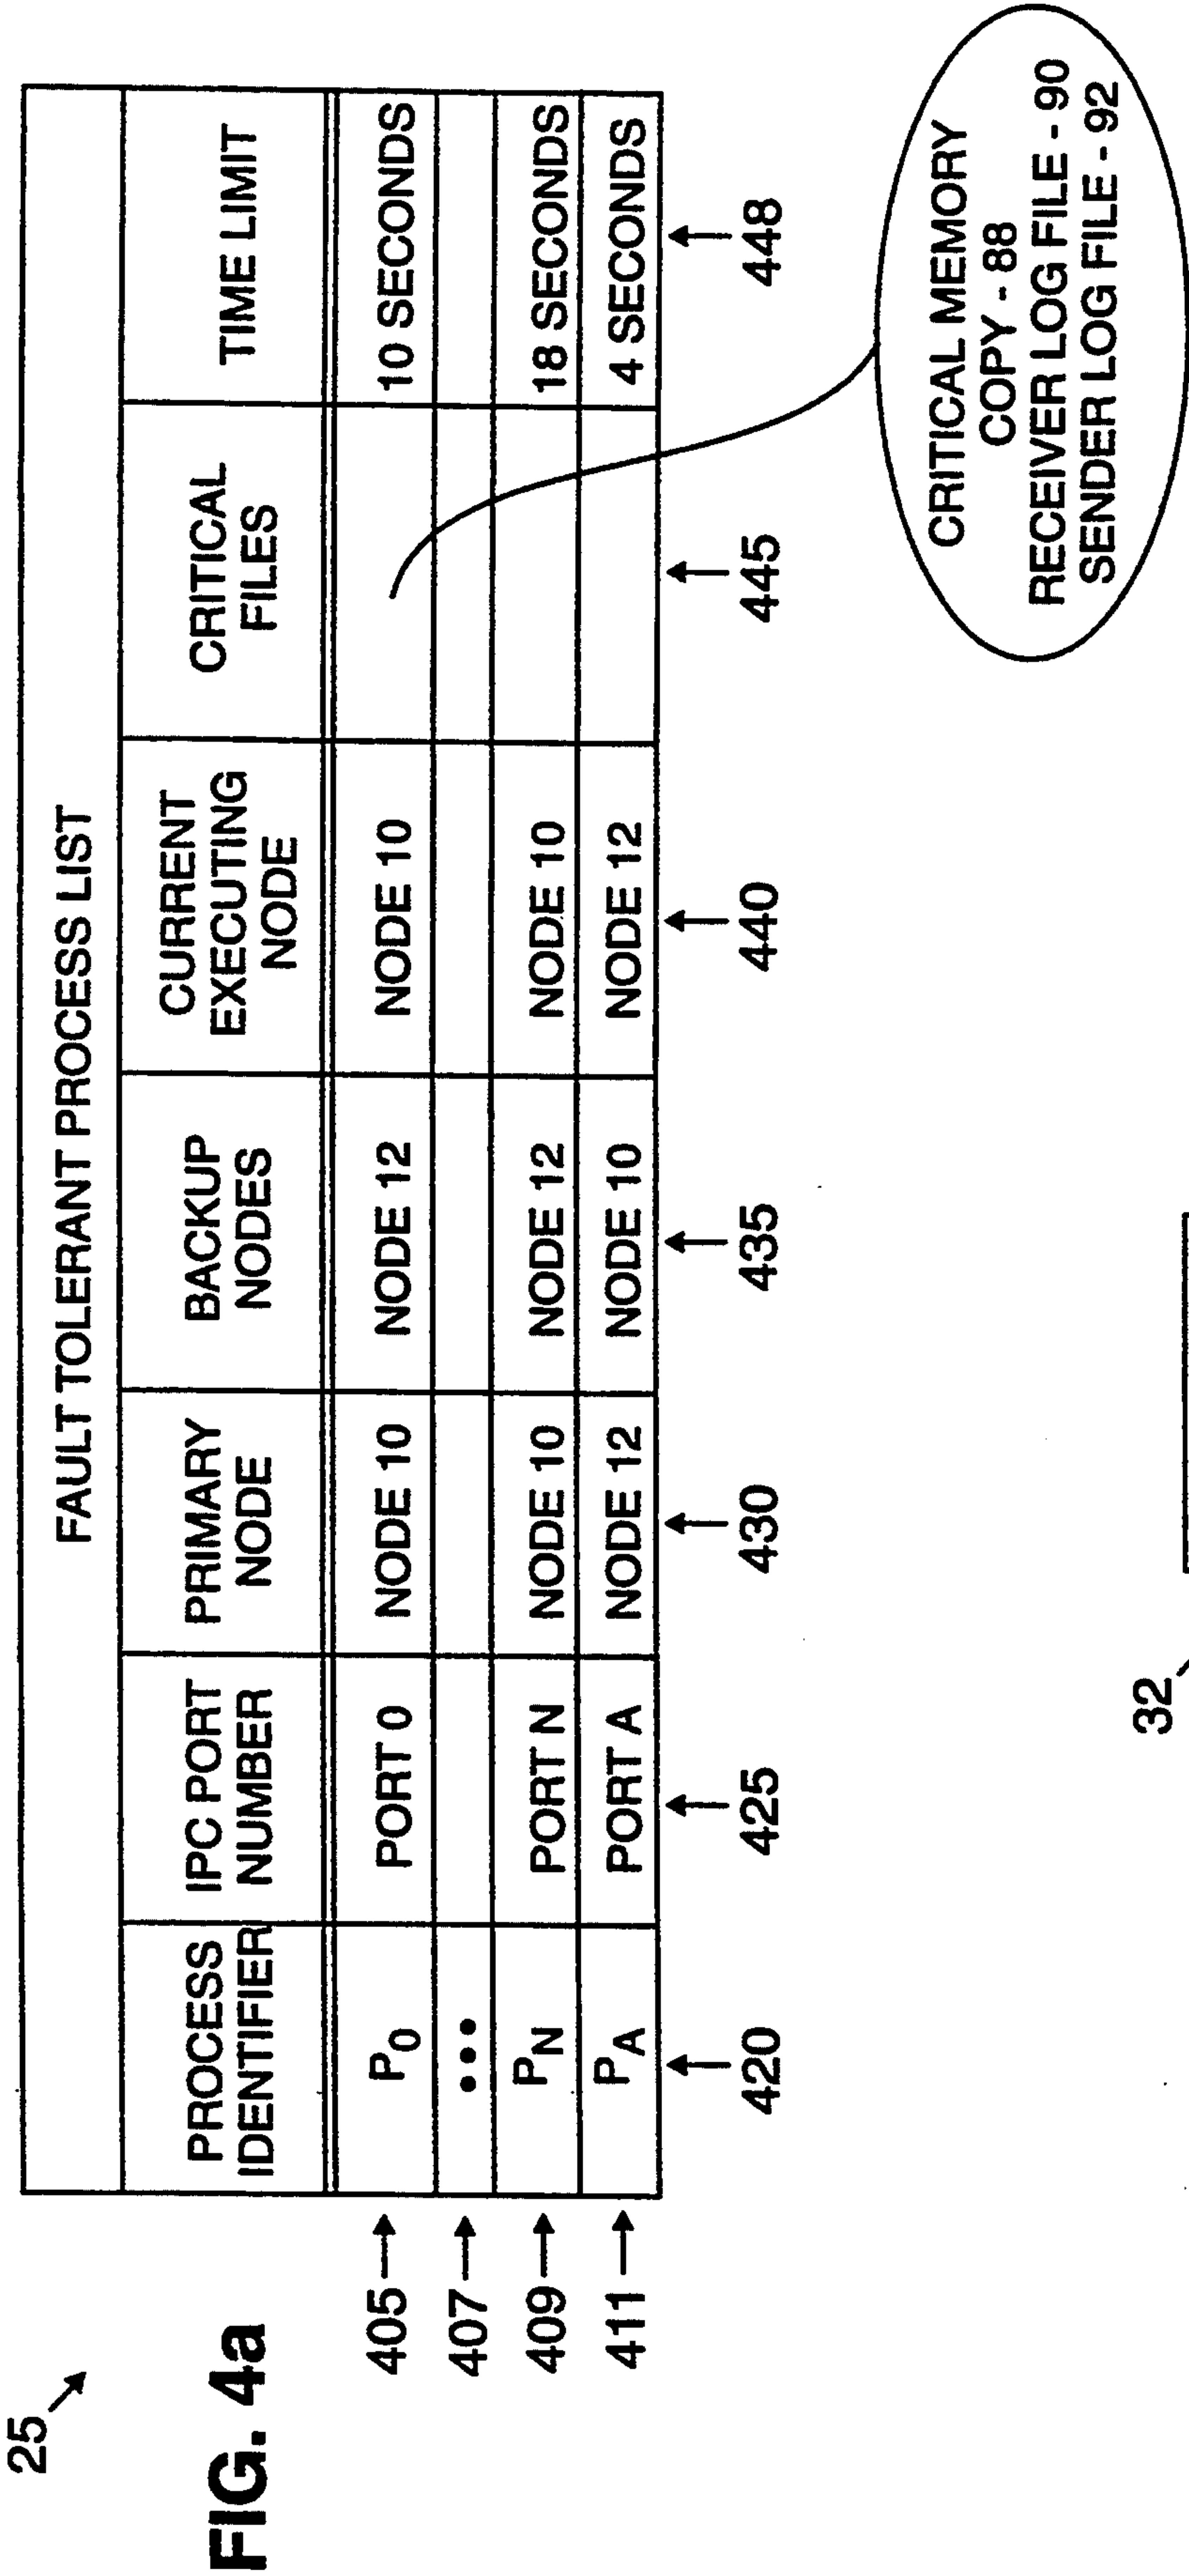 25
FIG. 4a
FAULT TOLERANT PROCESS LIST
PROCESS IDENTIFIER
IPC PORT NUMBER
PRIMARY NODE
BACKUP NODES
CURRENT EXECUTING NODE
CRITICAL FILES
TIME LIMIT
405 P0 PORT 0 NODE 10 NODE 12 NODE 10 10 SECONDS
407 •••
409 PN PORT N NODE 10 NODE 12 NODE 10 18 SECONDS
411 PA PORT A NODE 12 NODE 10 NODE 12 4 SECONDS
420 425 430 435 440 445 448
CRITICAL MEMORY
COPY - 88
RECEIVER LOG FILE - 90
SENDER LOG FILE - 92
32